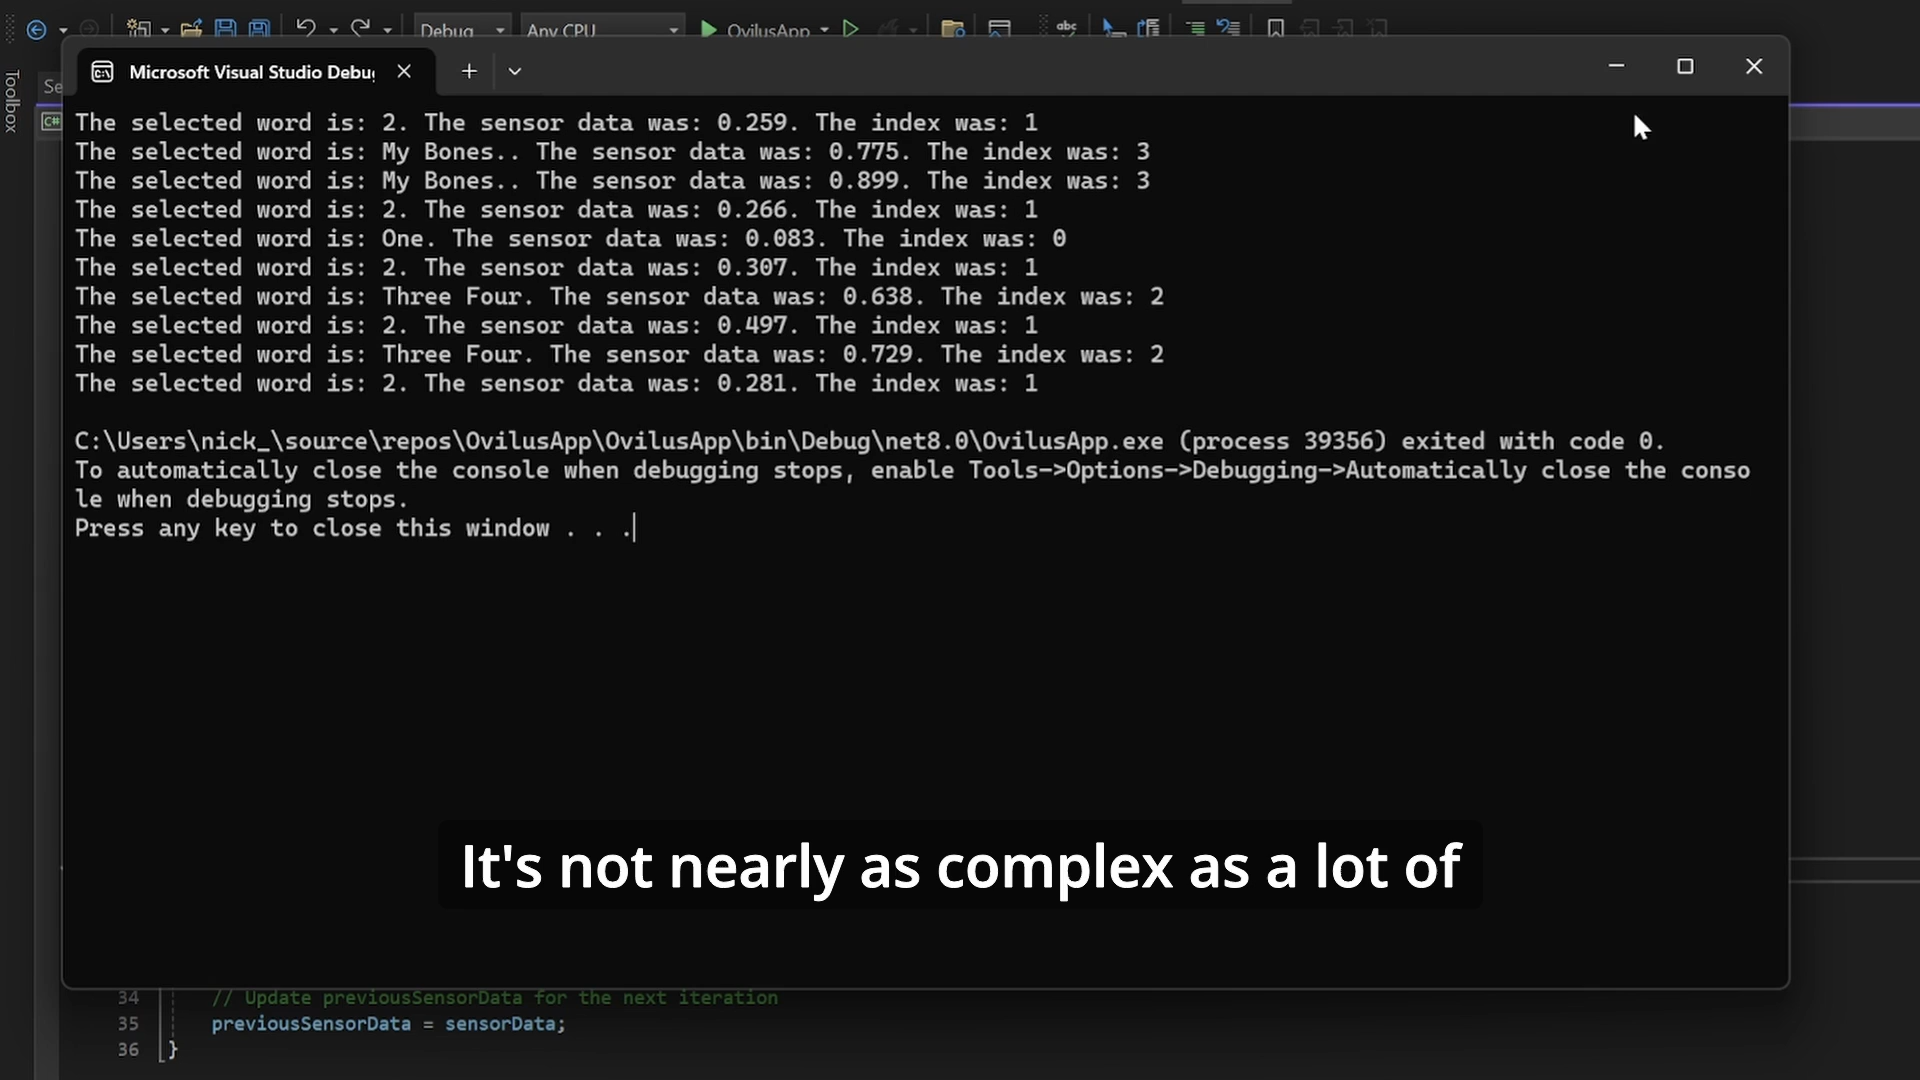 Debug
Any CPU
OvilusApp
abc
Toolbox
Se
Microsoft Visual Studio Debu
C#
The selected word is: 2. The sensor data was: 0.259. The index was: 1
The selected word is: My Bones.. The sensor data was: 0.775. The index was: 3
The selected word is: My Bones.. The sensor data was: 0.899. The index was: 3
The selected word is: 2. The sensor data was: 0.266. The index was: 1
The selected word is: One. The sensor data was: 0.083. The index was: 0
The selected word is: 2. The sensor data was: 0.307. The index was: 1
The selected word is: Three Four. The sensor data was: 0.638. The index was: 2
The selected word is: 2. The sensor data was: 0.497. The index was: 1
The selected word is: Three Four. The sensor data was: 0.729. The index was: 2
The selected word is: 2. The sensor data was: 0.281. The index was: 1
C:\Users\nick_\source\repos\OvilusApp\OvilusApp\bin\Debug\net8.0\OvilusApp.exe (process 39356) exited with code 0.
To automatically close the console when debugging stops, enable Tools->Options->Debugging->Automatically close the conso
le when debugging stops.
Press any key to close this window . . .
It's not nearly as complex as a lot of
34 // Update previousSensorData for the next iteration
35 previousSensorData = sensorData;
36 }